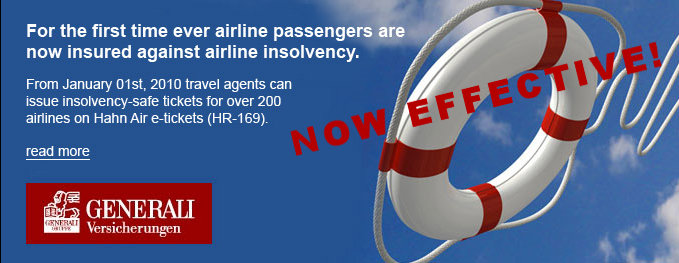 For the first time ever airline passengers are
now insured against airline insolvency.
From January 01st, 2010 travel agents can
issue insolvency-safe tickets for over 200
airlines on Hahn Air e-tickets (HR-169).
read more
NOW EFFECTIVE!
GENERALI
GRUPPE
GENERALI
Versicherungen